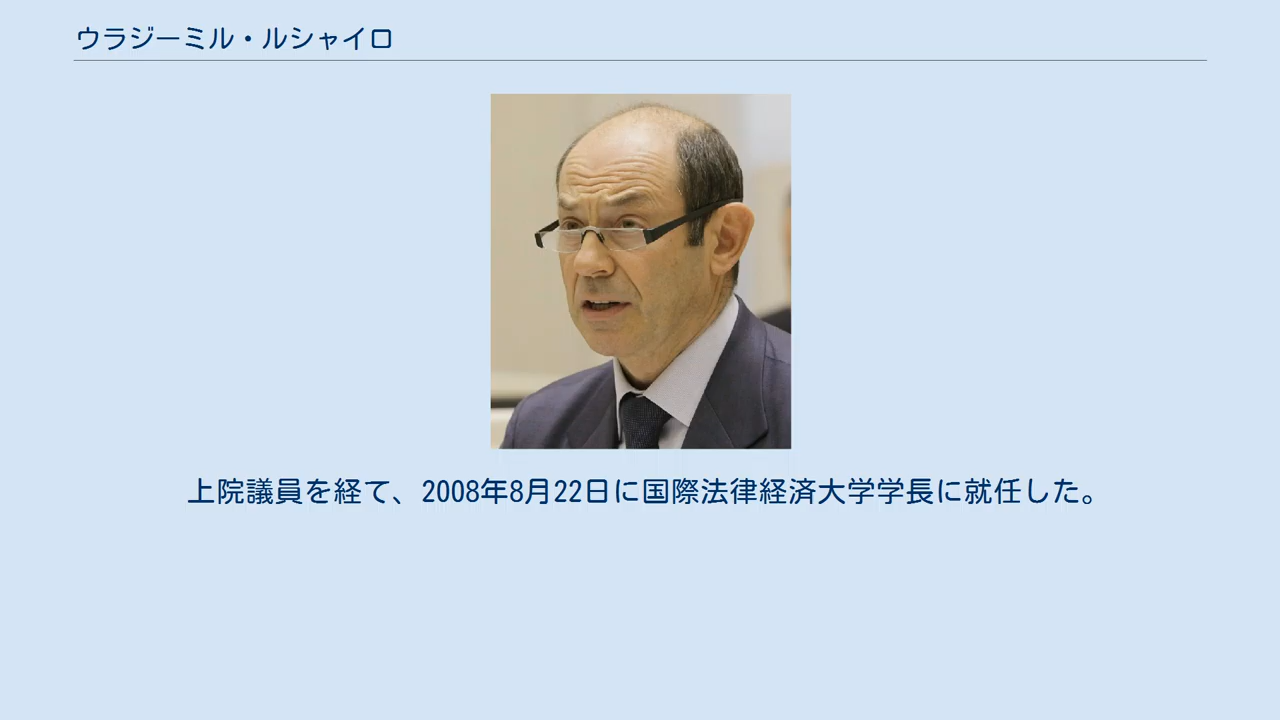 ウラジーミル・ルシャイロ
上院議員を経て、2008年8月22日に国際法律経済大学学長に就任した。